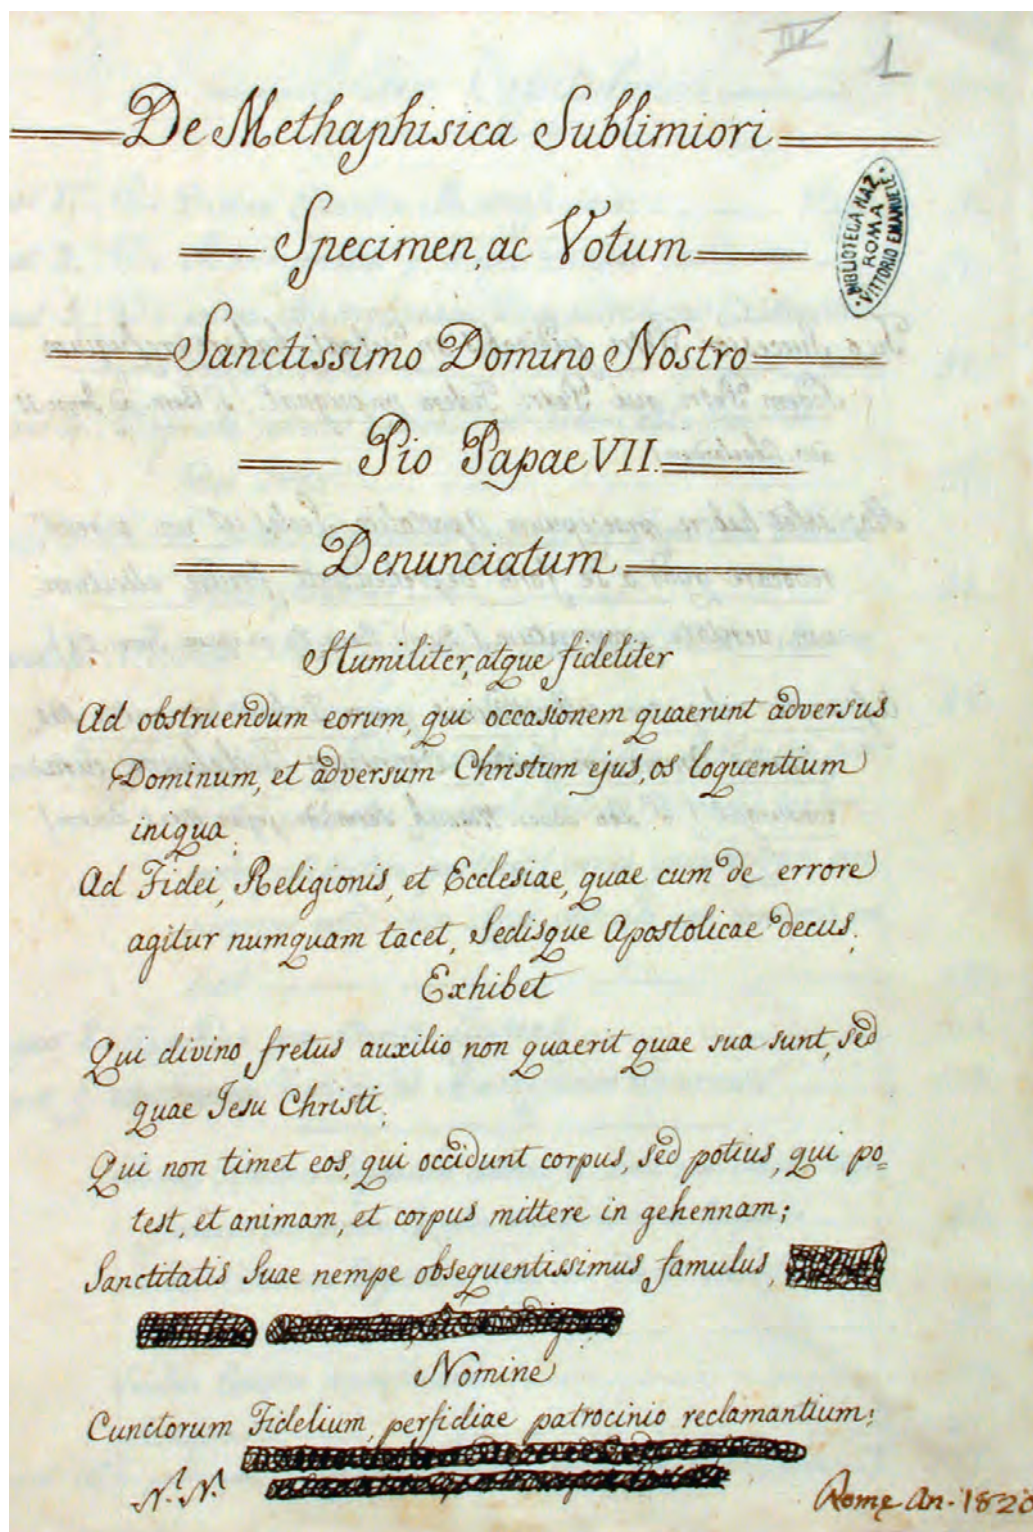 III 1
De Methaphisica Sublimiori
Specimen, ac Votum
BIBLIOTECA NAZ.
ROMA
VITTORIO EMANUELE
Sanctissimo Domino Nostro
Pio Papae VII.
Denunciatum
Humiliter, atque fideliter
Ad obstruendum eorum, qui occasionem quaerunt adversus
Dominum, et adversum Christum ejus, os loquentium
iniqua;
Ad Fidei, Religionis, et Ecclesiae, quae cum de errore
agitur numquam tacet, Sedisque Apostolicae decus;
Exhibet
Qui divino fretus auxilio non quaerit quae sua sunt, sed
quae Jesu Christi;
Qui non timet eos, qui occidunt corpus, sed potius, qui po=
test, et animam, et corpus mittere in gehennam;
Sanctitatis Suae nempe obsequentissimus famulus,
Nomine
Cunctorum Fidelium, perfidiae patrocinio reclamantium;
N. N.
Rome An. 1820